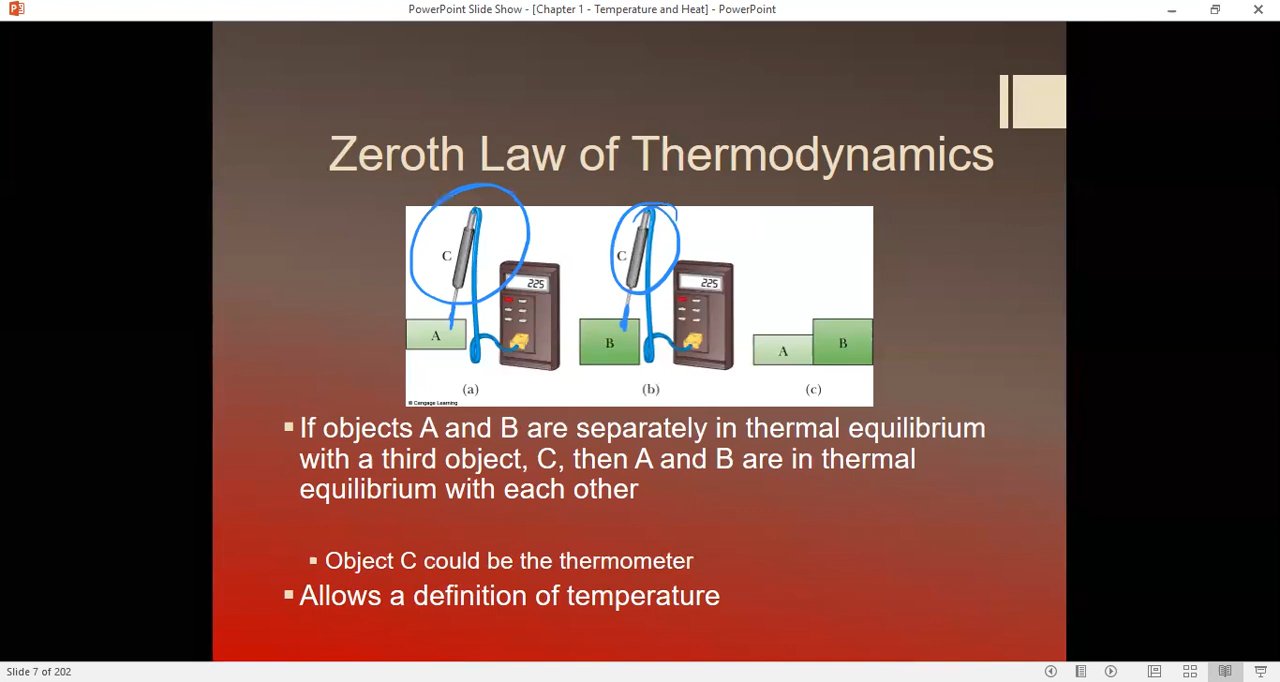 PowerPoint Slide Show - [Chapter 1 - Temperature and Heat] - PowerPoint
Zeroth Law of Thermodynamics
C
225
A
(a)
C
225
B
(b)
A
B
(c)
© Cengage Learning
If objects A and B are separately in thermal equilibrium
with a third object, C, then A and B are in thermal
equilibrium with each other
Object C could be the thermometer
Allows a definition of temperature
Slide 7 of 202